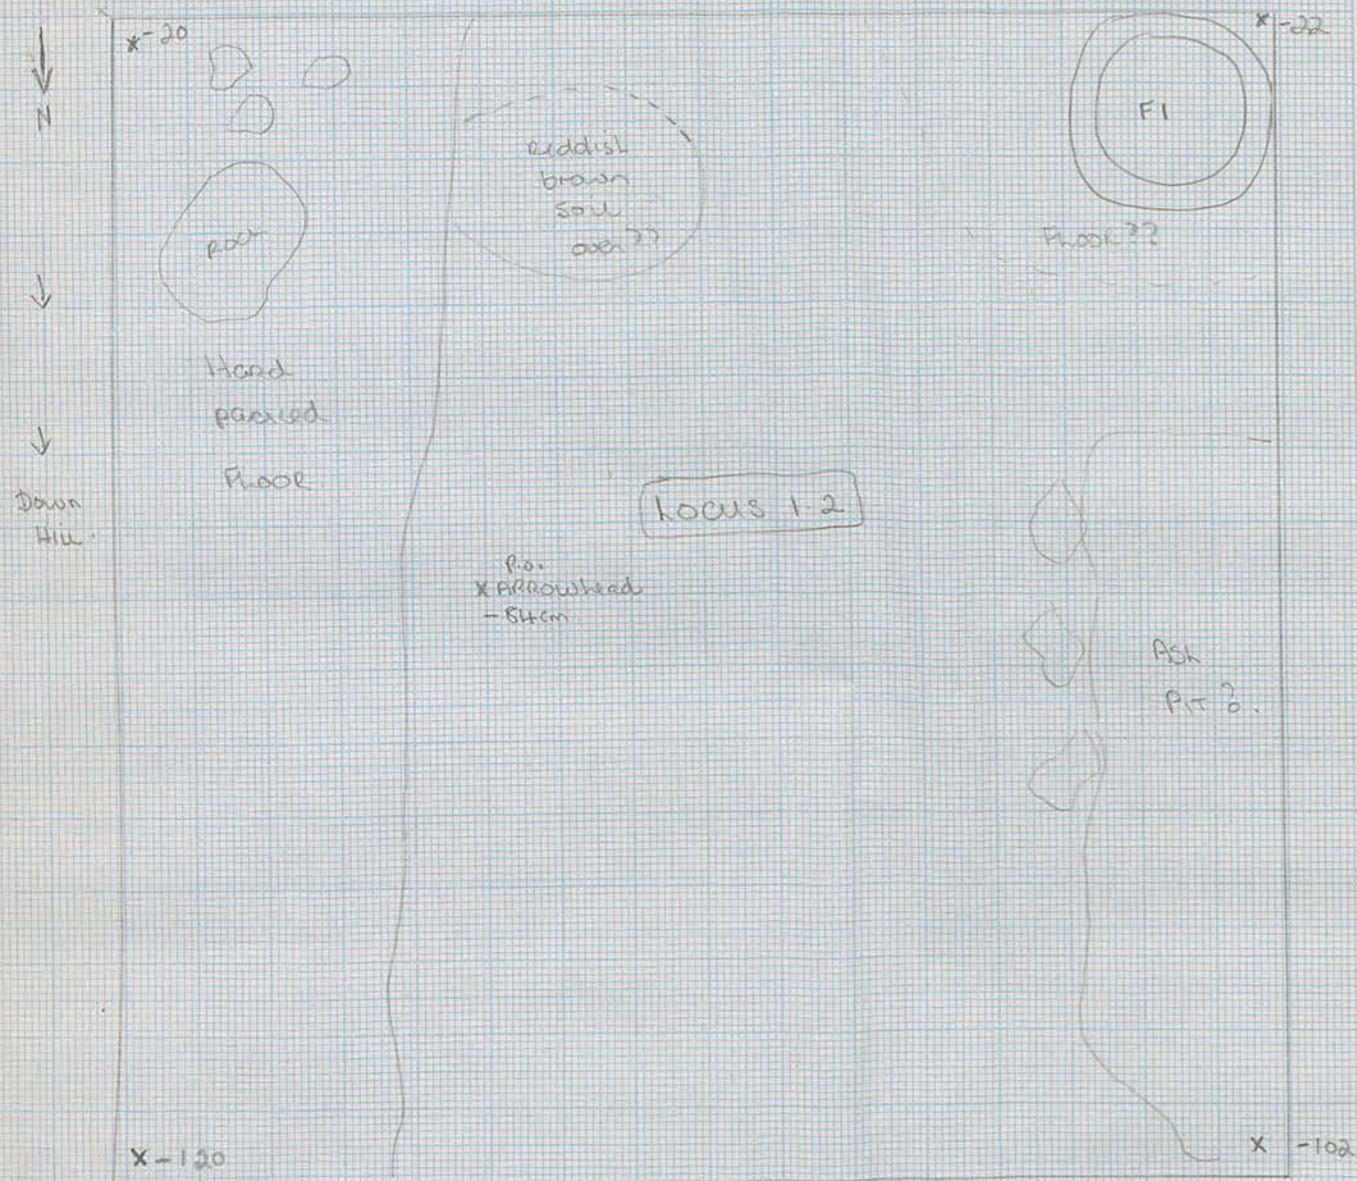 x -20
x -22
N
F1
reddish
brown
soil
oven??
Rock
Floor??
Hard
packed
Floor
Down
Hill.
Locus 1.2
P.O.
x ARROWhead
-84cm
Ash
Pit?.
x -120
x -102